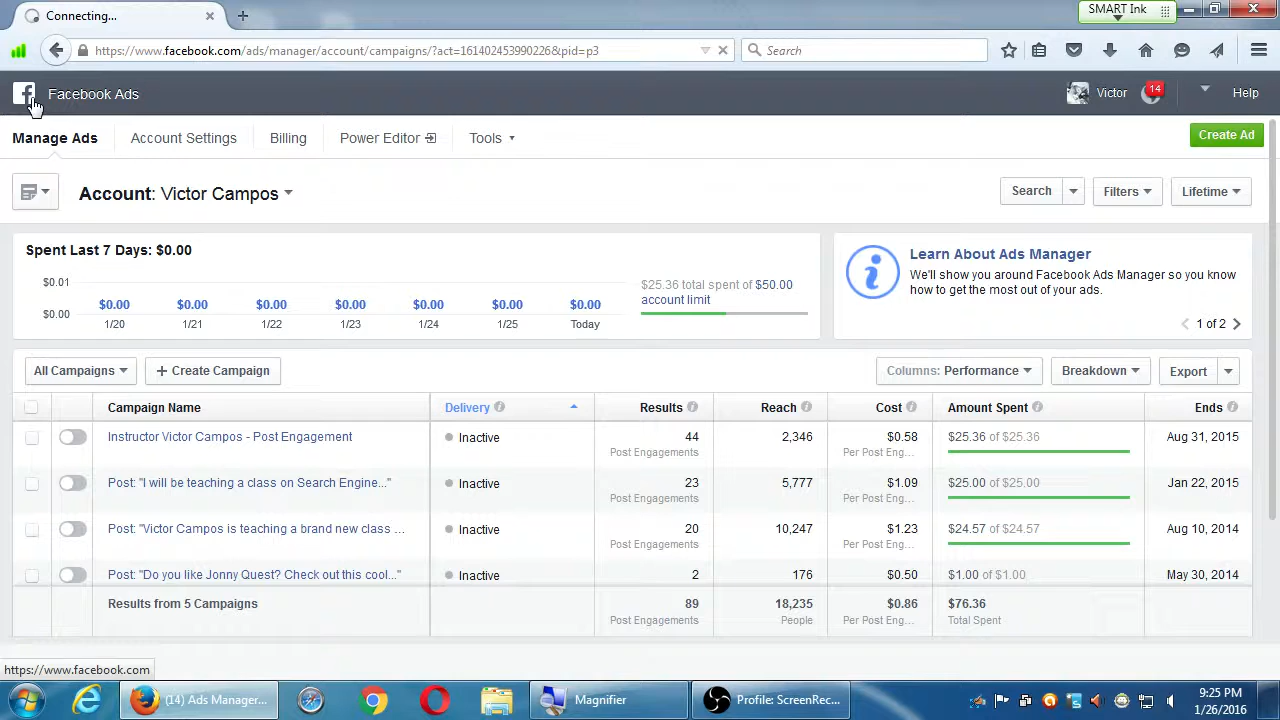 Connecting...
SMART Ink
https://www.facebook.com/ads/manager/account/campaigns/?act=161402453990226&pid=p3
Search
Facebook Ads
Victor
14
Help
Manage Ads
Account Settings
Billing
Power Editor
Tools
Create Ad
Account: Victor Campos
Search
Filters
Lifetime
Spent Last 7 Days: $0.00
$0.01
$0.00
$0.00 $0.00 $0.00 $0.00 $0.00 $0.00 $0.00
1/20 1/21 1/22 1/23 1/24 1/25 Today
$25.36 total spent of $50.00
account limit
Learn About Ads Manager
We'll show you around Facebook Ads Manager so you know
how to get the most out of your ads.
1 of 2
All Campaigns
+ Create Campaign
Columns: Performance
Breakdown
Export
Campaign Name Delivery Results Reach Cost Amount Spent Ends
Instructor Victor Campos - Post Engagement Inactive 44 2,346 $0.58 $25.36 of $25.36 Aug 31, 2015
Post Engagements Per Post Eng...
Post: "I will be teaching a class on Search Engine..." Inactive 23 5,777 $1.09 $25.00 of $25.00 Jan 22, 2015
Post Engagements Per Post Eng...
Post: "Victor Campos is teaching a brand new class ... Inactive 20 10,247 $1.23 $24.57 of $24.57 Aug 10, 2014
Post Engagements Per Post Eng...
Post: "Do you like Jonny Quest? Check out this cool..." Inactive 2 176 $0.50 $1.00 of $1.00 May 30, 2014
Results from 5 Campaigns 89 18,235 $0.86 $76.36
Post Engagements People Per Post Eng... Total Spent
https://www.facebook.com
(14) Ads Manager...
Magnifier
Profile: ScreenRec...
9:25 PM
1/26/2016